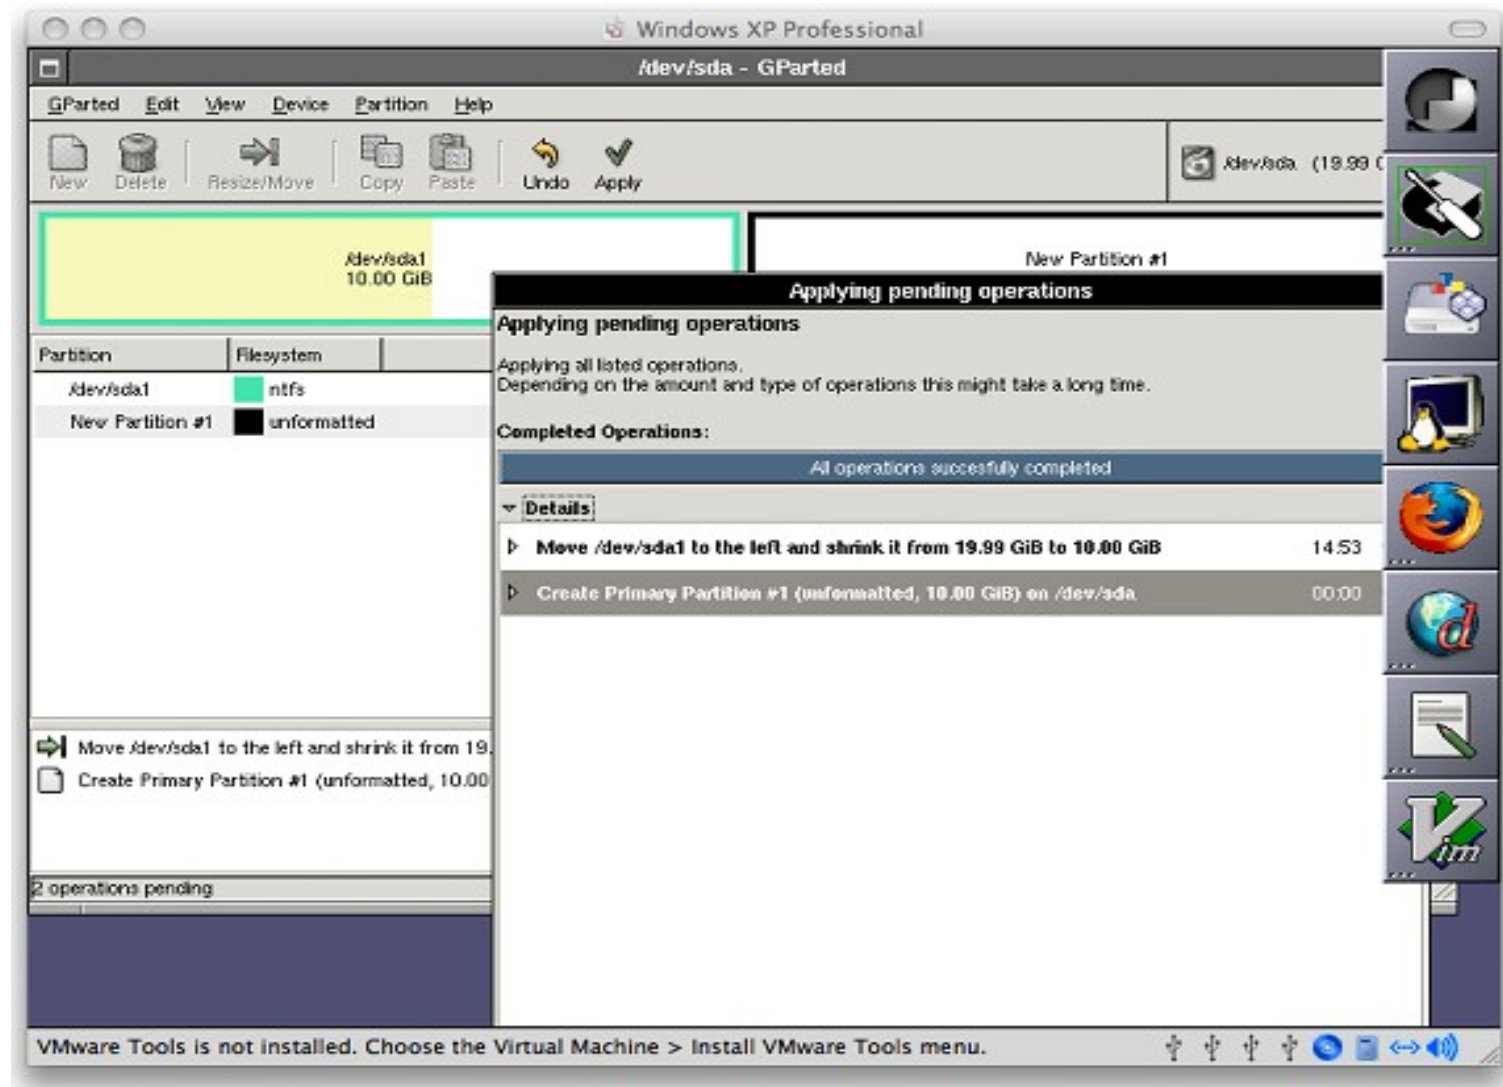 Windows XP Professional
/dev/sda - GParted
GParted Edit View Device Partition Help
New Delete Resize/Move Copy Paste Undo Apply
/dev/sda (19.99 G
/dev/sda1
10.00 GiB
New Partition #1
Applying pending operations
Applying pending operations
Applying all listed operations.
Depending on the amount and type of operations this might take a long time.
Completed Operations:
All operations succesfully completed
Details
Move /dev/sda1 to the left and shrink it from 19.99 GiB to 10.00 GiB 14:53
Create Primary Partition #1 (unformatted, 10.00 GiB) on /dev/sda 00:00
Partition Filesystem
/dev/sda1 ntfs
New Partition #1 unformatted
Move /dev/sda1 to the left and shrink it from 19.
Create Primary Partition #1 (unformatted, 10.00
2 operations pending
d
Vim
VMware Tools is not installed. Choose the Virtual Machine > Install VMware Tools menu.